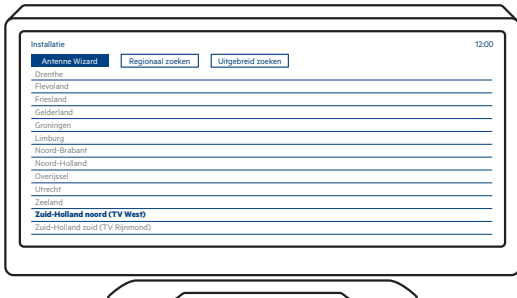 Installatie 12:00
Antenne Wizard Regionaal zoeken Uitgebreid zoeken
Drenthe
Flevoland
Friesland
Gelderland
Groningen
Limburg
Noord-Brabant
Noord-Holland
Overijssel
Utrecht
Zeeland
Zuid-Holland noord (TV West)
Zuid-Holland zuid (TV Rijnmond)